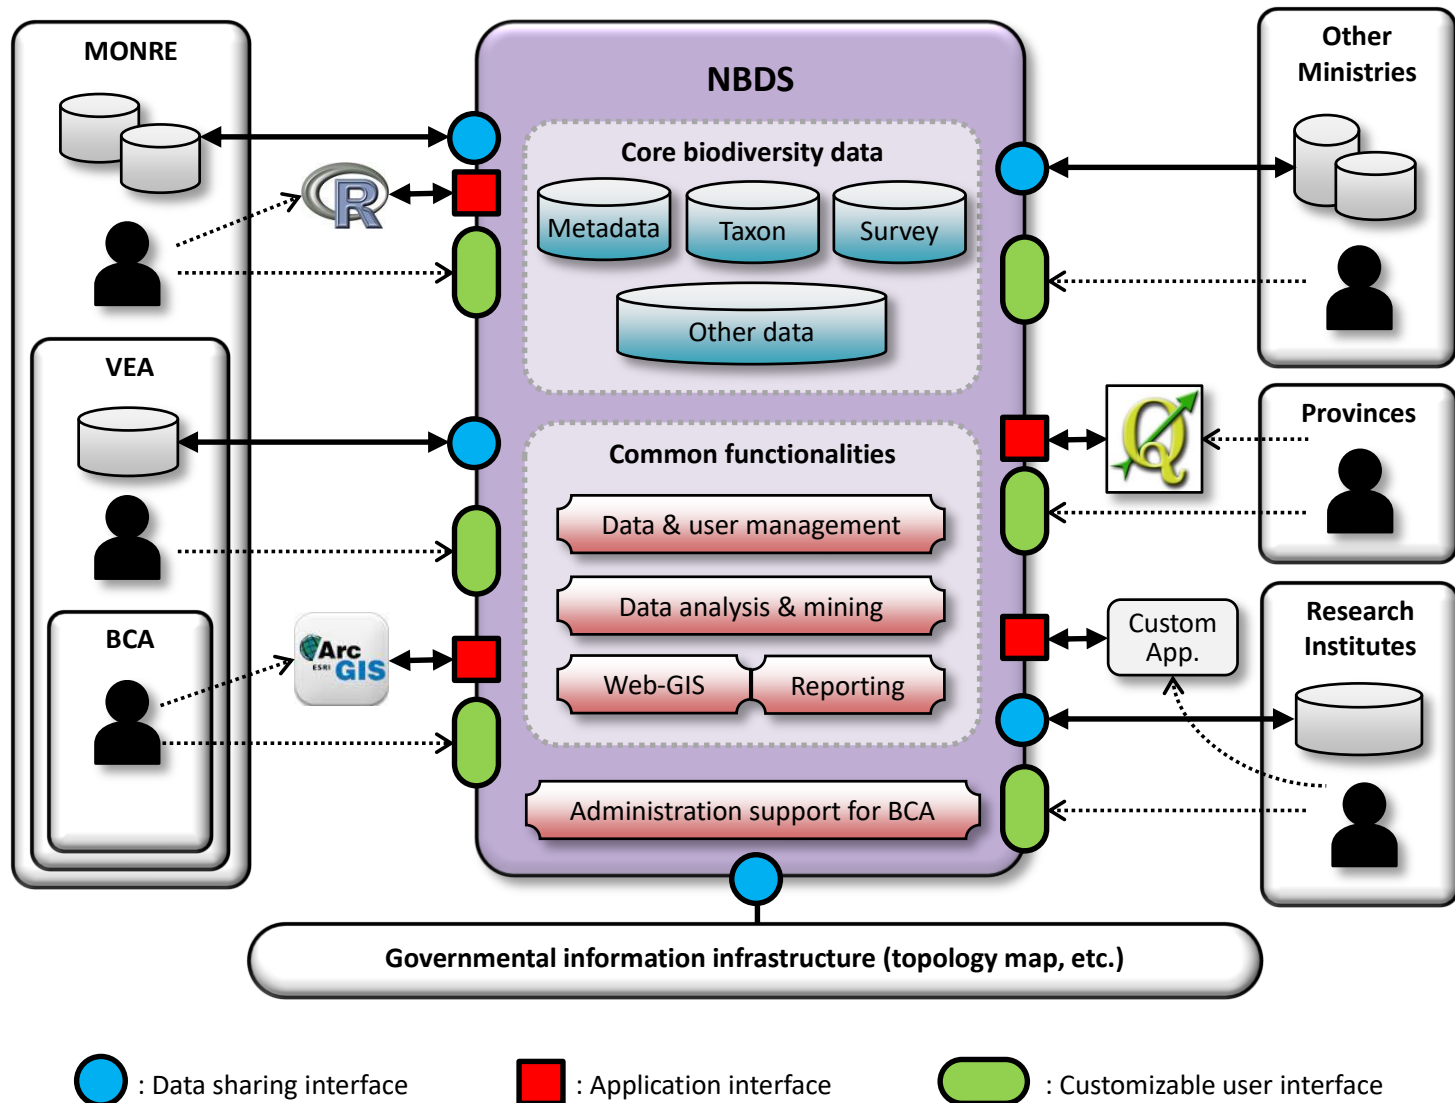 MONRE
NBDS
Other
Ministries
Core biodiversity data
Metadata
Taxon
Survey
Other data
R
VEA
Provinces
Q
Common functionalities
Data & user management
Data analysis & mining
Web-GIS
Reporting
BCA
Arc
ESRI
GIS
Custom
App.
Research
Institutes
Administration support for BCA
Governmental information infrastructure (topology map, etc.)
: Data sharing interface
: Application interface
: Customizable user interface